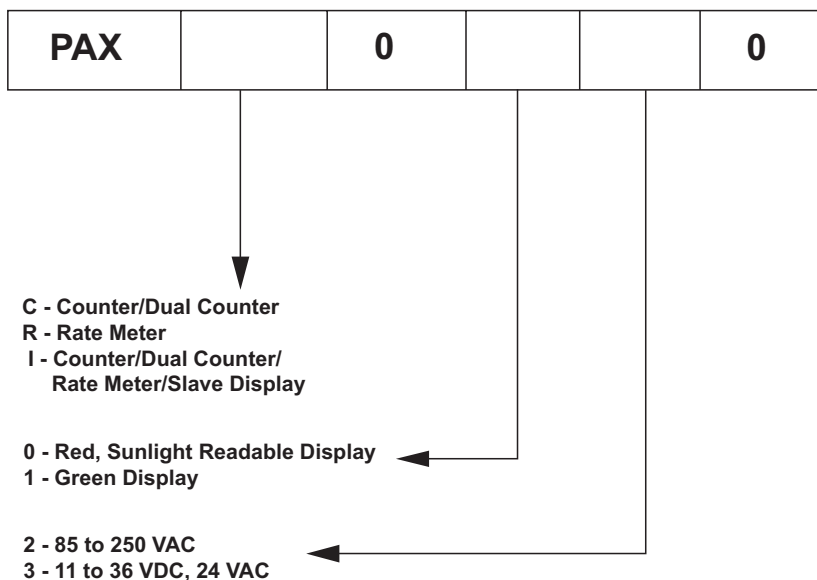 PAX 0 0
C - Counter/Dual Counter
R - Rate Meter
I - Counter/Dual Counter/
Rate Meter/Slave Display
0 - Red, Sunlight Readable Display
1 - Green Display
2 - 85 to 250 VAC
3 - 11 to 36 VDC, 24 VAC